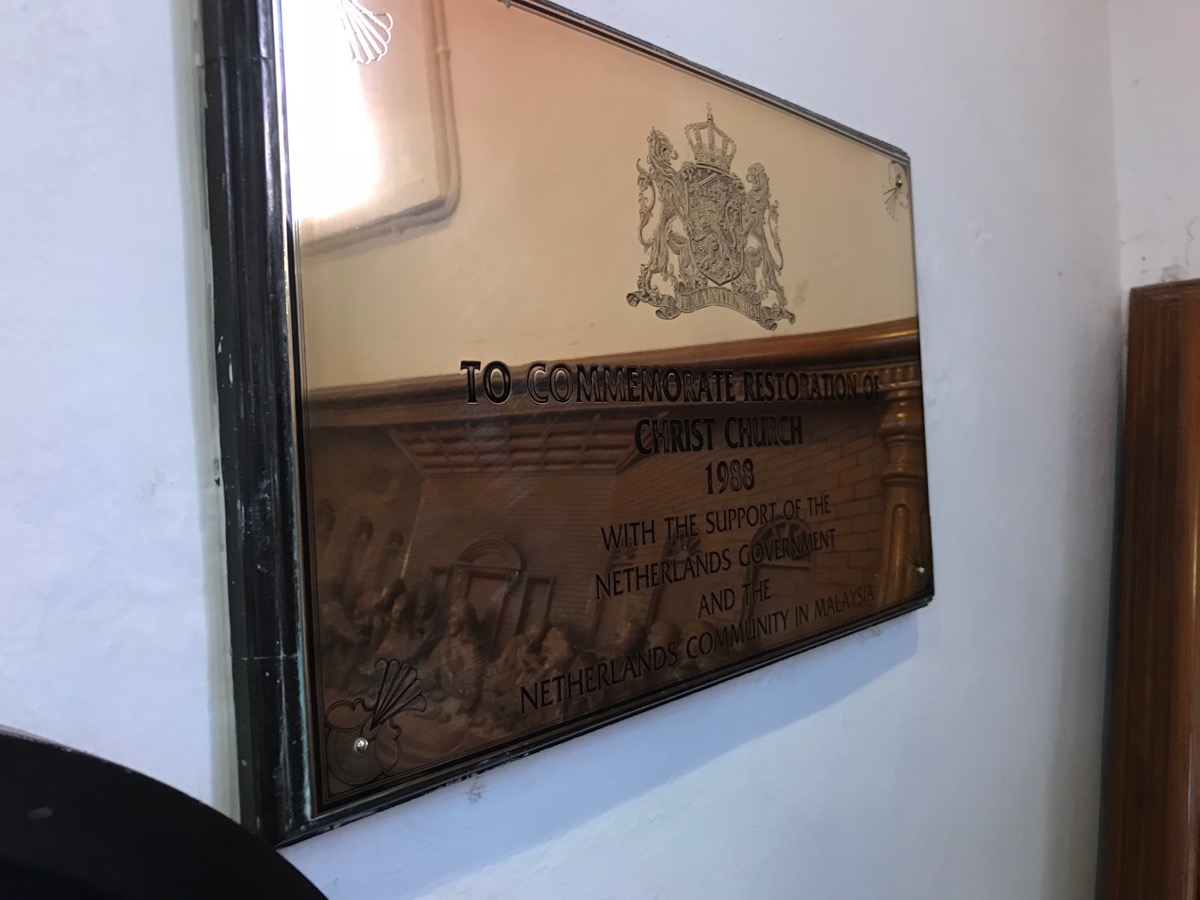 TO COMMEMORATE RESTORATION OF
CHRIST CHURCH
1988
WITH THE SUPPORT OF THE
NETHERLANDS GOVERNMENT
AND THE
NETHERLANDS COMMUNITY IN MALAYSIA